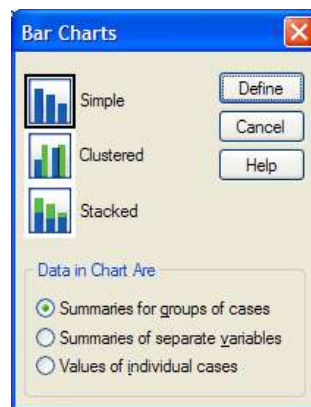 Bar Charts
Simple
Define
Cancel
Clustered
Help
Stacked
Data in Chart Are
Summaries for groups of cases
Summaries of separate variables
Values of individual cases